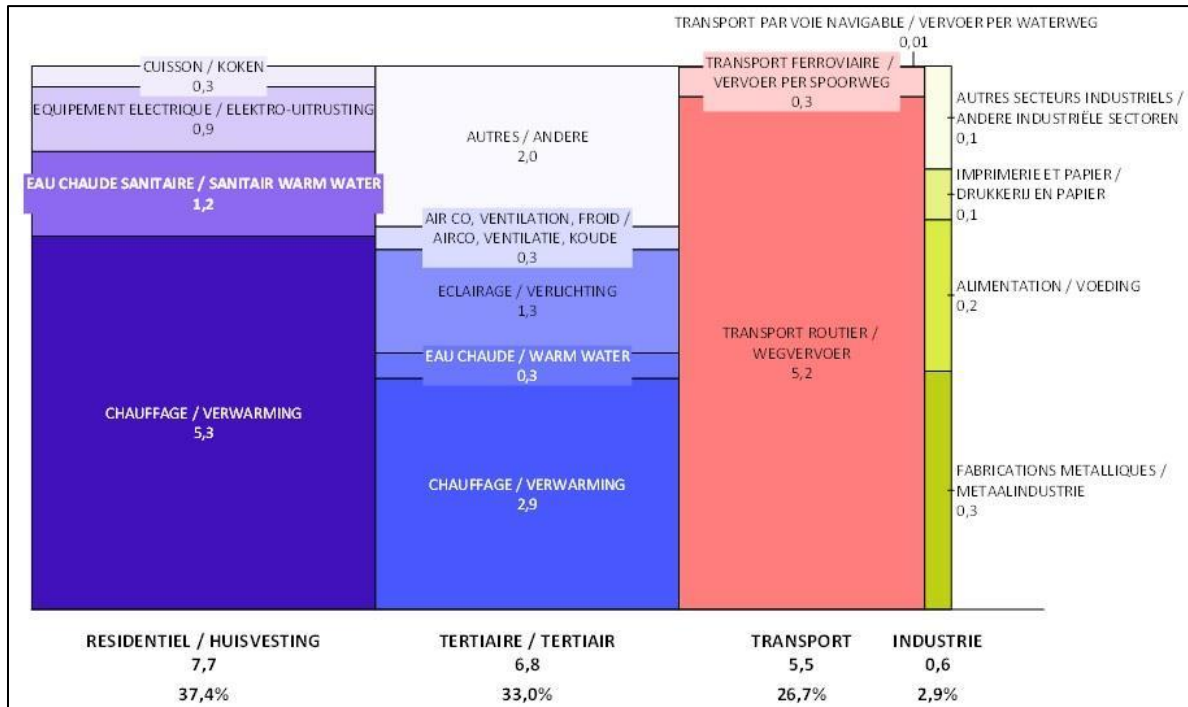 TRANSPORT PAR VOIE NAVIGABLE / VERVOER PER WATERWEG
0,01
CUISSON / KOKEN
0,3
EQUIPEMENT ELECTRIQUE / ELEKTRO-UITRUSTING
0,9
EAU CHAUDE SANITAIRE / SANITAIR WARM WATER
1,2
CHAUFFAGE / VERWARMING
5,3
AUTRES / ANDERE
2,0
AIR CO, VENTILATION, FROID /
AIRCO, VENTILATIE, KOUDE
0,3
ECLAIRAGE / VERLICHTING
1,3
EAU CHAUDE / WARM WATER
0,3
CHAUFFAGE / VERWARMING
2,9
TRANSPORT FERROVIAIRE /
VERVOER PER SPOORWEG
0,3
TRANSPORT ROUTIER /
WEGVERVOER
5,2
AUTRES SECTEURS INDUSTRIELS /
ANDERE INDUSTRIËLE SECTOREN
0,1
IMPRIMERIE ET PAPIER /
DRUKKERIJ EN PAPIER
0,1
ALIMENTATION / VOEDING
0,2
FABRICATIONS METALLIQUES /
METAALINDUSTRIE
0,3
RESIDENTIEL / HUISVESTING
7,7
37,4%
TERTIAIRE / TERTIAIR
6,8
33,0%
TRANSPORT
5,5
26,7%
INDUSTRIE
0,6
2,9%